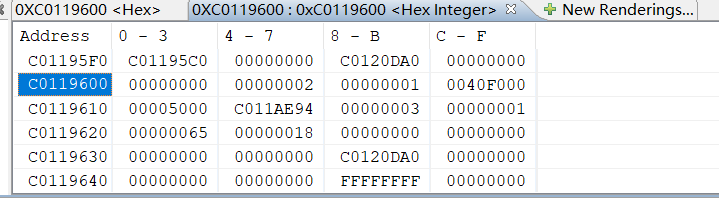 0XC0119600 <Hex> 0XC0119600 : 0xC0119600 <Hex Integer> New Renderings...
Address 0 - 3 4 - 7 8 - B C - F
C01195F0 C01195C0 00000000 C0120DA0 00000000
C0119600 00000000 00000002 00000001 0040F000
C0119610 00005000 C011AE94 00000003 00000001
C0119620 00000065 00000018 00000000 00000000
C0119630 00000000 00000000 C0120DA0 00000000
C0119640 00000000 00000000 FFFFFFFF 00000000